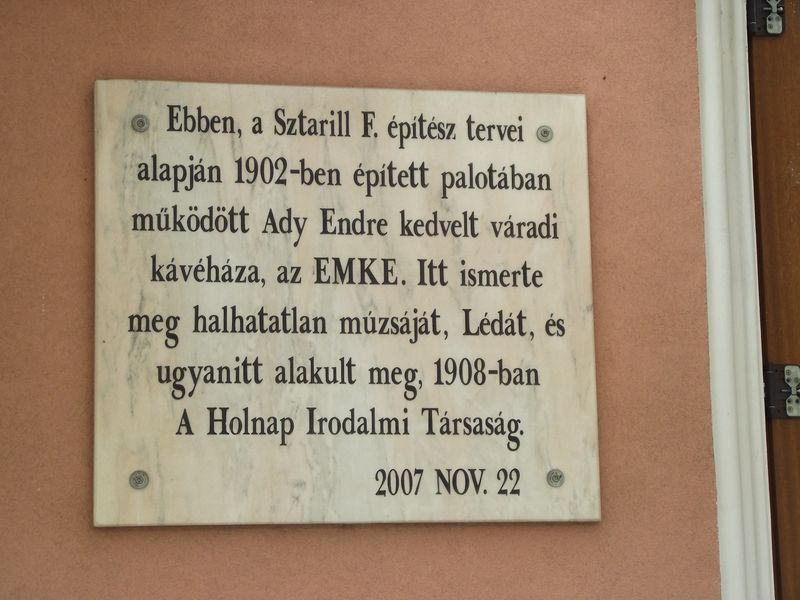 Ebben, a Sztarill F. építész tervei
alapján 1902-ben épített palotában
működött Ady Endre kedvelt váradi
kávéháza, az EMKE. Itt ismerte
meg halhatatlan múzsáját, Lédát, és
ugyanitt alakult meg, 1908-ban
A Holnap Irodalmi Társaság.
2007 NOV. 22